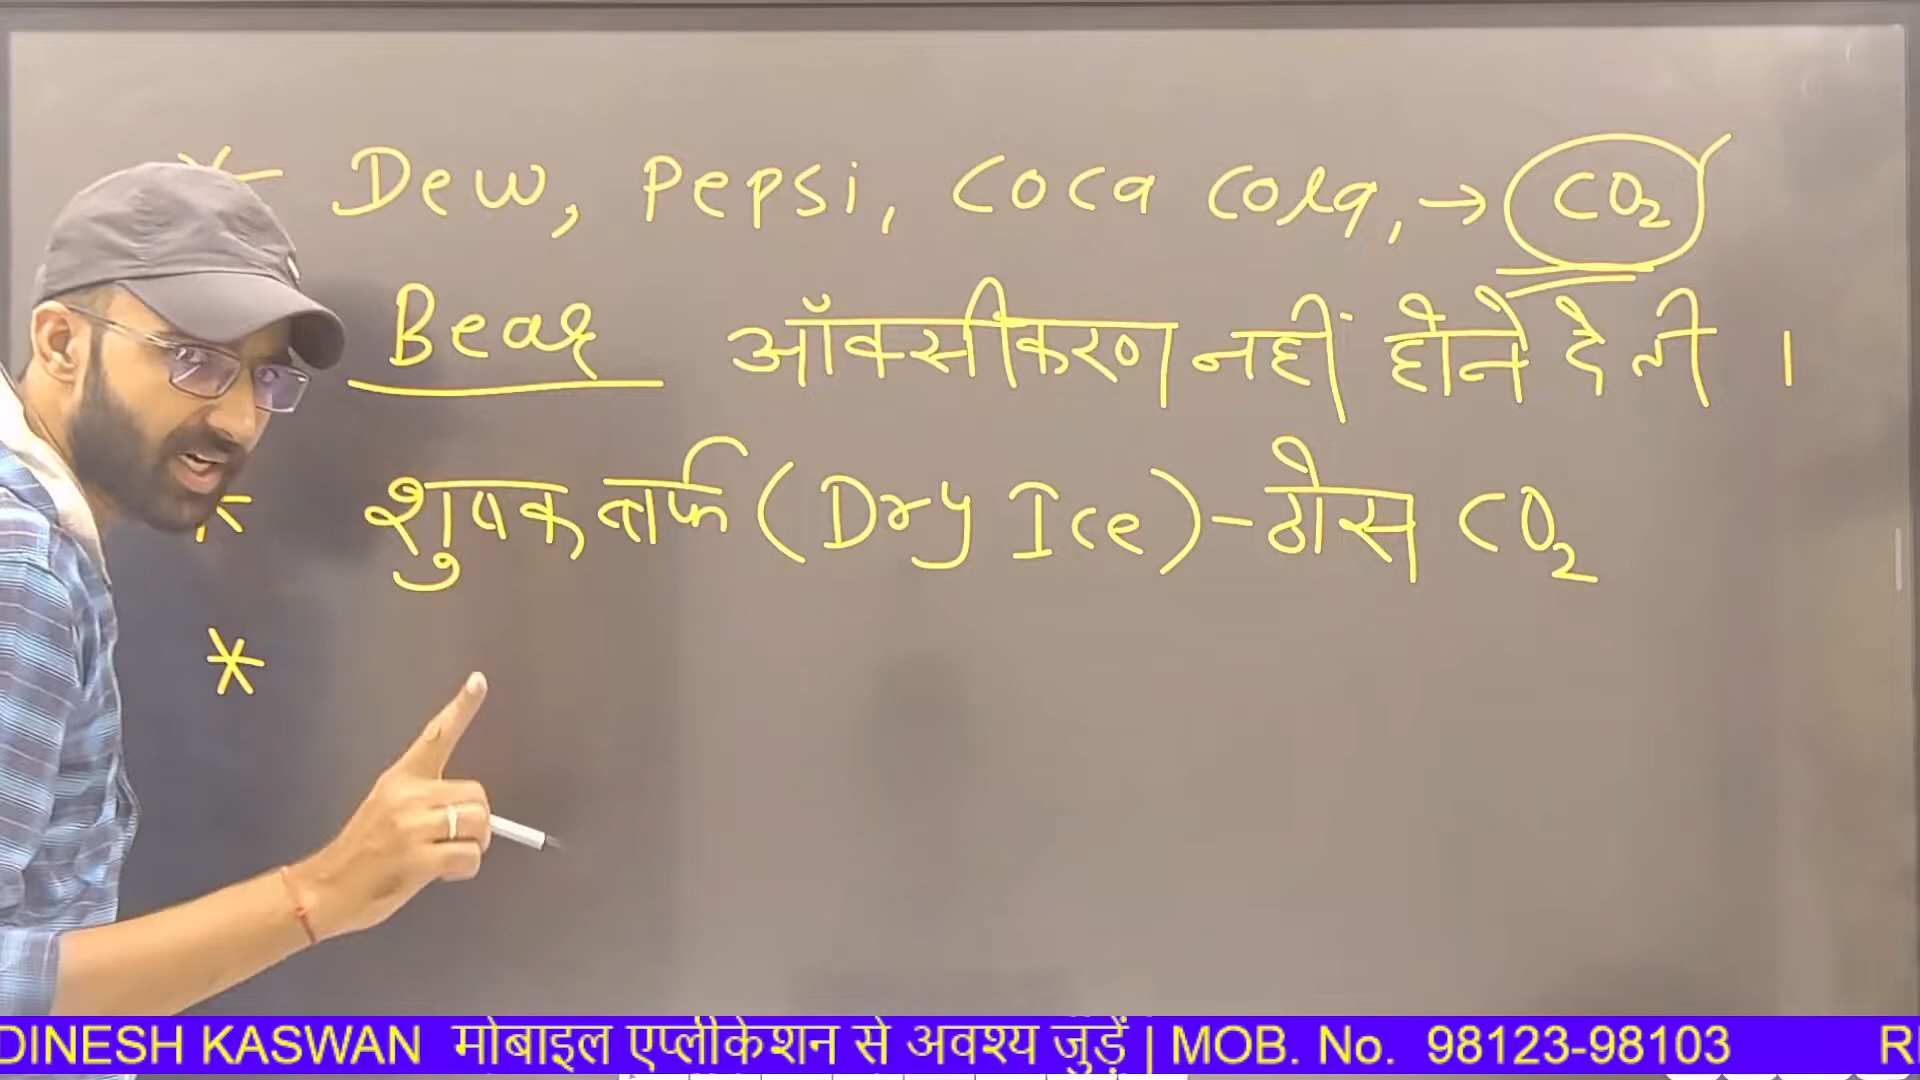 * Dew, Pepsi, Coca Cola, → CO₂
Bear ऑक्सीकरण नहीं होने देती ।
* शुष्क बर्फ (Dry Ice) - ठोस CO₂
*
DINESH KASWAN मोबाइल एप्लीकेशन से अवश्य जुड़ें | MOB. No. 98123-98103